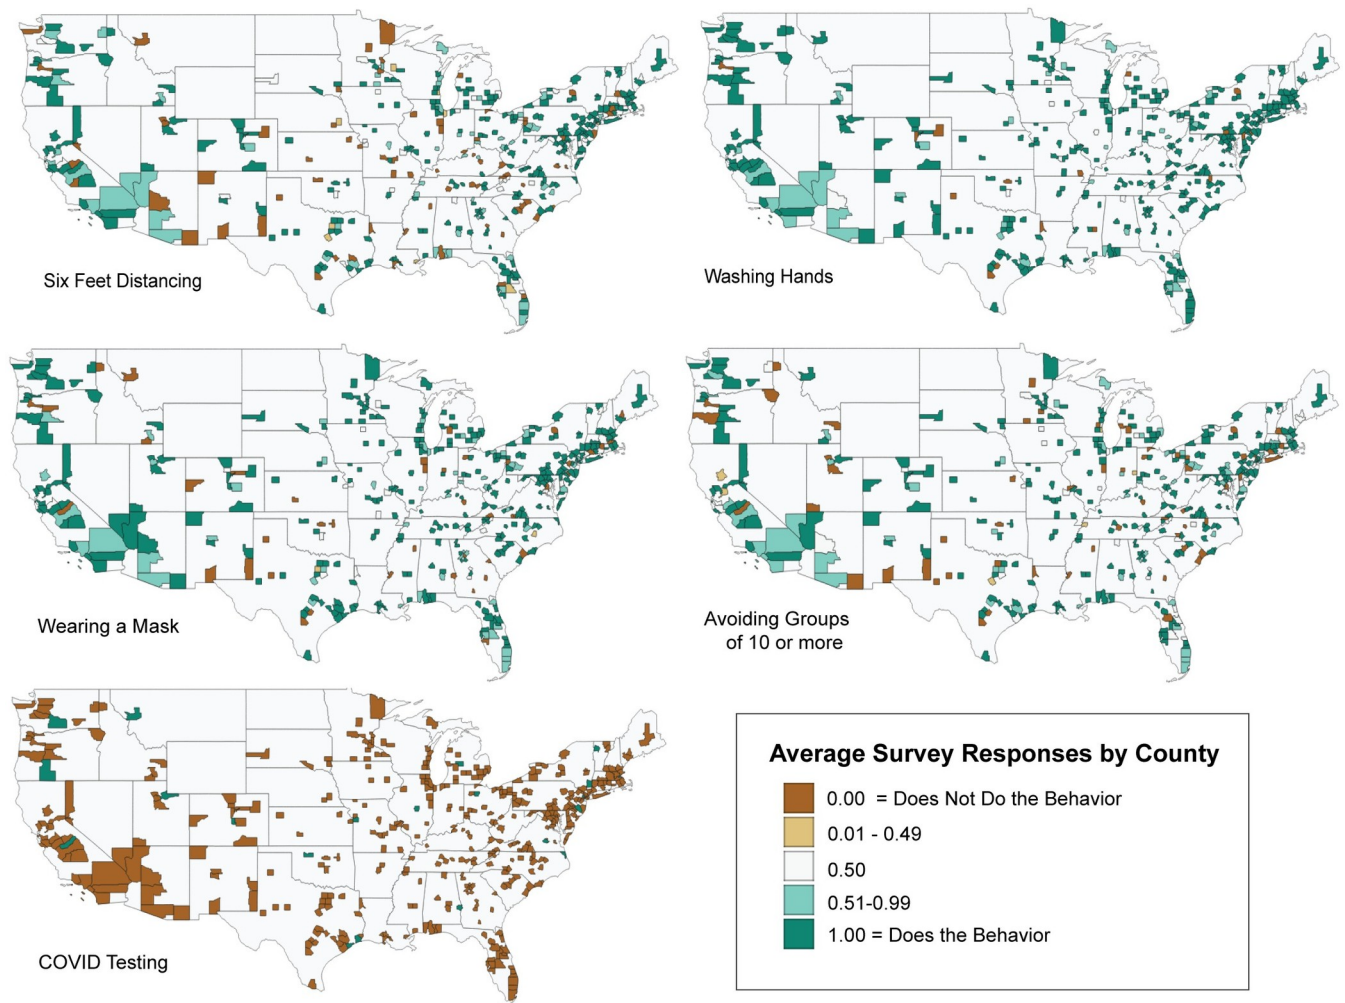 Six Feet Distancing
Washing Hands
Wearing a Mask
Avoiding Groups
of 10 or more
COVID Testing
Average Survey Responses by County
0.00 = Does Not Do the Behavior
0.01 - 0.49
0.50
0.51-0.99
1.00 = Does the Behavior